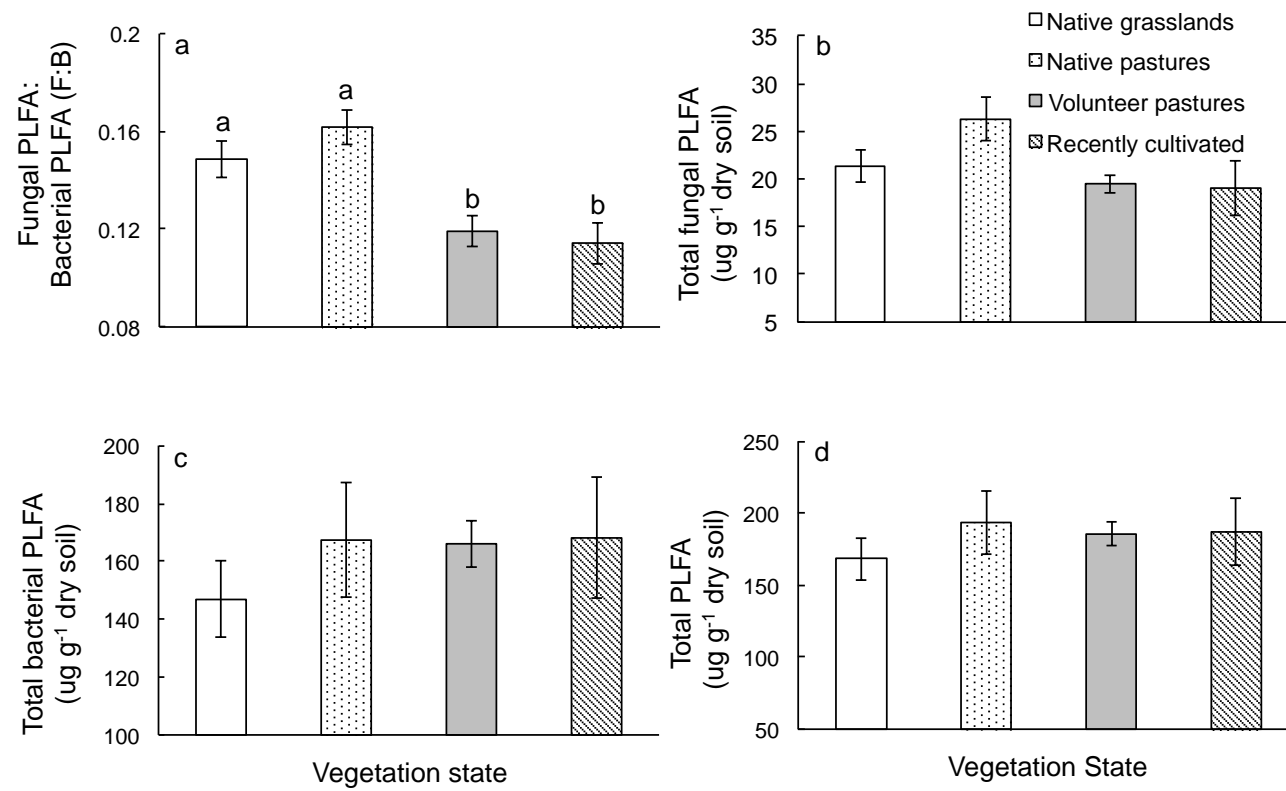 a
Fungal PLFA:
Bacterial PLFA (F:B)
0.2
0.16
0.12
0.08
a
a
b
b
b
Total fungal PLFA
(ug g-1 dry soil)
35
30
25
20
15
10
5
Native grasslands
Native pastures
Volunteer pastures
Recently cultivated
c
Total bacterial PLFA
(ug g-1 dry soil)
200
180
160
140
120
100
Vegetation state
d
Total PLFA
(ug g-1 dry soil)
250
200
150
100
50
Vegetation State